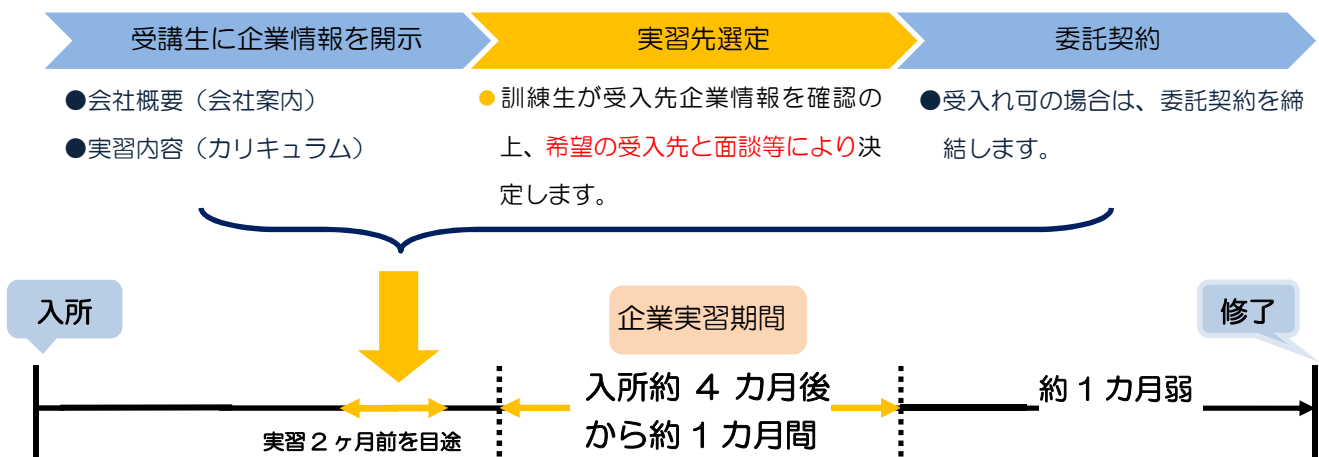 受講生に企業情報を開示
実習先選定
委託契約
●会社概要（会社案内）
●実習内容（カリキュラム）
●訓練生が受入先企業情報を確認の
上、希望の受入先と面談等により決
定します。
●受入れ可の場合は、委託契約を締
結します。
入所
企業実習期間
修了
実習２ヶ月前を目途
入所約 ４ カ月後
から約１カ月間
約１カ月弱